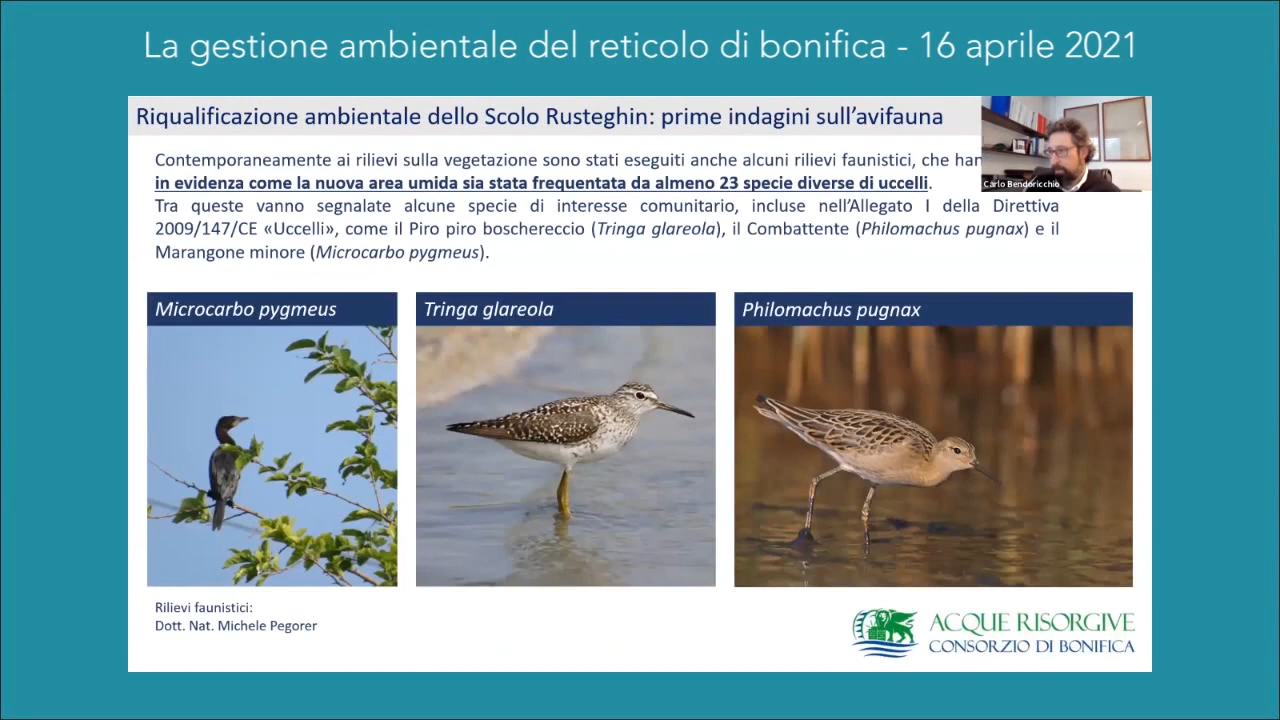 La gestione ambientale del reticolo di bonifica - 16 aprile 2021
Riqualificazione ambientale dello Scolo Rusteghin: prime indagini sull'avifauna
Contemporaneamente ai rilievi sulla vegetazione sono stati eseguiti anche alcuni rilievi faunistici, che
in evidenza come la nuova area umida sia stata frequentata da almeno 23 specie diverse di uccelli.
Carlo Bendoricchio
Tra queste vanno segnalate alcune specie di interesse comunitario, incluse nell'Allegato I della Direttiva
2009/147/CE «Uccelli», come il Piro piro boschereccio (Tringa glareola), il Combattente (Philomachus pugnax) e il
Marangone minore (Microcarbo pygmeus).
Microcarbo pygmeus
Tringa glareola
Philomachus pugnax
Rilievi faunistici:
Dott. Nat. Michele Pegorer
ACQUE RISORGIVE
CONSORZIO DI BONIFICA